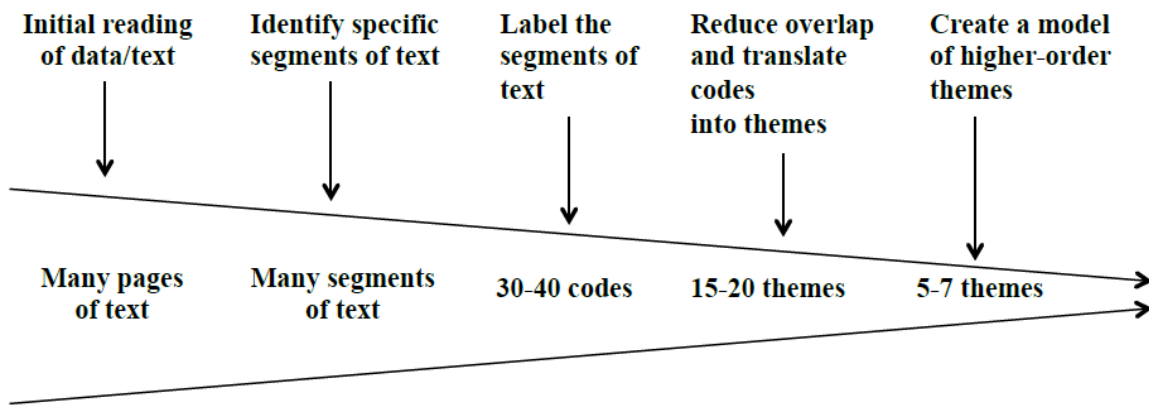 Initial reading
of data/text
Identify specific
segments of text
Label the
segments of
text
Reduce overlap
and translate
codes
into themes
Create a model
of higher-order
themes
Many pages
of text
Many segments
of text
30-40 codes
15-20 themes
5-7 themes